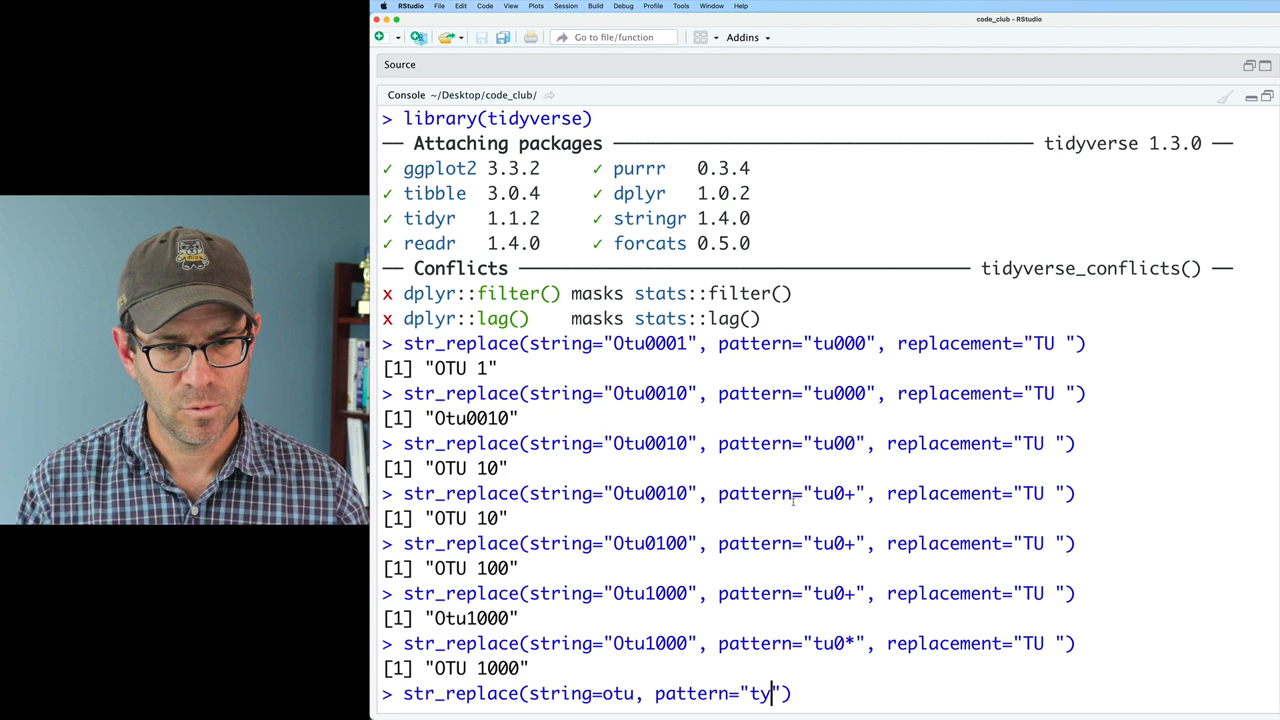 RStudio File Edit Code View Plots Session Build Debug Profile Tools Window Help
code_club - RStudio
Go to file/function Addins
Source
Console ~/Desktop/code_club/
> library(tidyverse)
── Attaching packages ──────────────────── tidyverse 1.3.0 ──
✓ ggplot2 3.3.2 ✓ purrr 0.3.4
✓ tibble 3.0.4 ✓ dplyr 1.0.2
✓ tidyr 1.1.2 ✓ stringr 1.4.0
✓ readr 1.4.0 ✓ forcats 0.5.0
── Conflicts ──────────────────── tidyverse_conflicts() ──
x dplyr::filter() masks stats::filter()
x dplyr::lag() masks stats::lag()
> str_replace(string="Otu0001", pattern="tu000", replacement="TU ")
[1] "OTU 1"
> str_replace(string="Otu0010", pattern="tu000", replacement="TU ")
[1] "Otu0010"
> str_replace(string="Otu0010", pattern="tu00", replacement="TU ")
[1] "OTU 10"
> str_replace(string="Otu0010", pattern="tu0+", replacement="TU ")
[1] "OTU 10"
> str_replace(string="Otu0100", pattern="tu0+", replacement="TU ")
[1] "OTU 100"
> str_replace(string="Otu1000", pattern="tu0+", replacement="TU ")
[1] "Otu1000"
> str_replace(string="Otu1000", pattern="tu0*", replacement="TU ")
[1] "OTU 1000"
> str_replace(string=otu, pattern="ty")